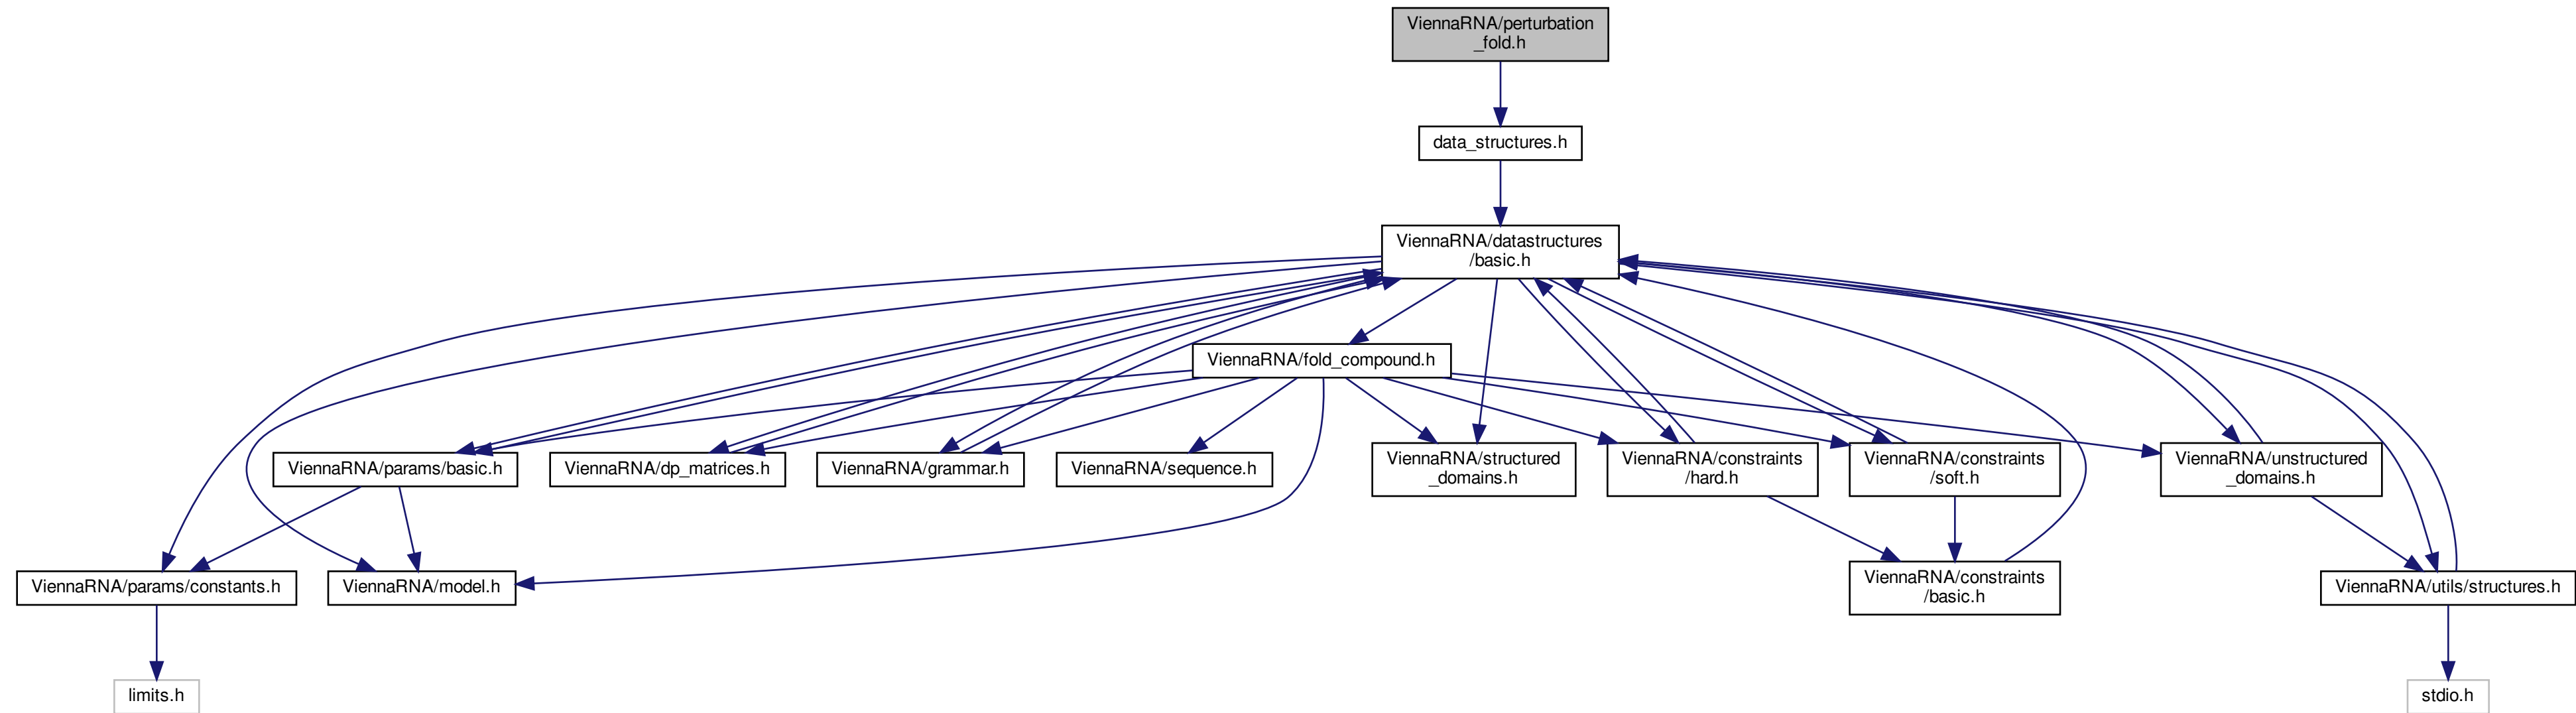 ViennaRNA/perturbation
_fold.h
data_structures.h
ViennaRNA/datastructures
/basic.h
ViennaRNA/fold_compound.h
ViennaRNA/params/basic.h
ViennaRNA/dp_matrices.h
ViennaRNA/grammar.h
ViennaRNA/sequence.h
ViennaRNA/structured
_domains.h
ViennaRNA/constraints
/hard.h
ViennaRNA/constraints
/soft.h
ViennaRNA/unstructured
_domains.h
ViennaRNA/params/constants.h
ViennaRNA/model.h
ViennaRNA/constraints
/basic.h
ViennaRNA/utils/structures.h
limits.h
stdio.h